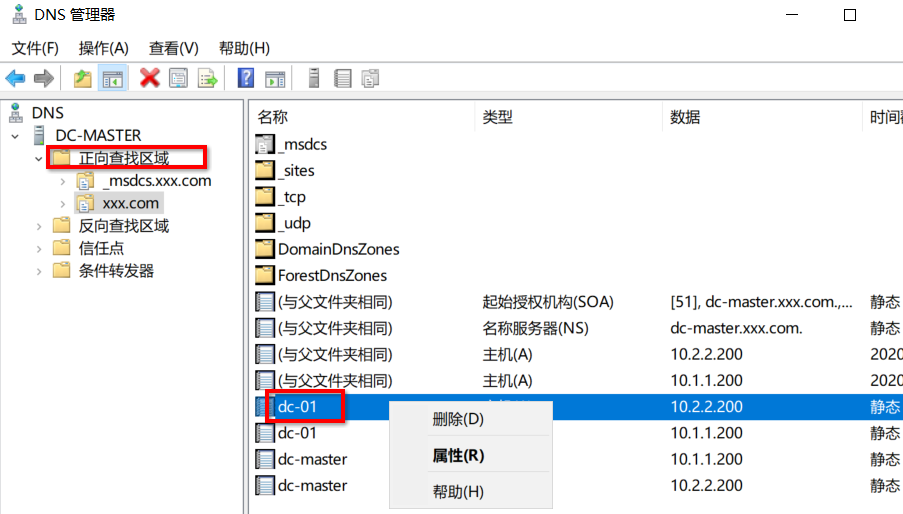 DNS 管理器
文件(F) 操作(A) 查看(V) 帮助(H)
DNS
DC-MASTER
正向查找区域
_msdcs.xxx.com
xxx.com
反向查找区域
信任点
条件转发器
名称 类型 数据
_msdcs
_sites
_tcp
_udp
DomainDnsZones
ForestDnsZones
(与父文件夹相同) 起始授权机构(SOA) [51], dc-master.xxx.com.,... 静态
(与父文件夹相同) 名称服务器(NS) dc-master.xxx.com. 静态
(与父文件夹相同) 主机(A) 10.2.2.200 2020
(与父文件夹相同) 主机(A) 10.1.1.200 2020
dc-01 10.2.2.200 静态
dc-01 10.1.1.200 静态
dc-master 10.1.1.200 静态
dc-master 10.2.2.200 静态
删除(D)
属性(R)
帮助(H)